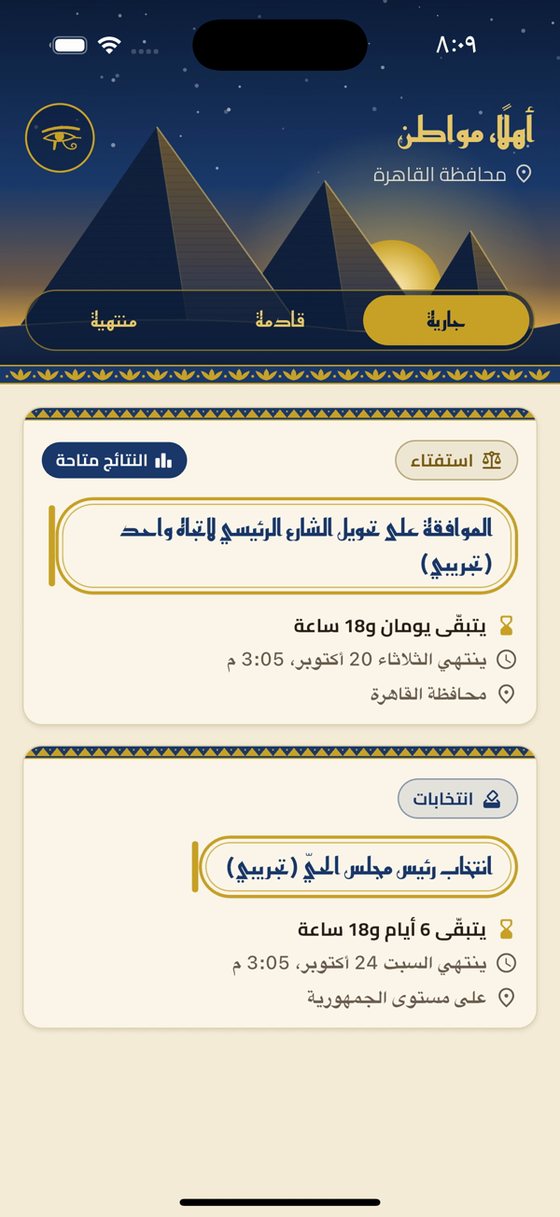 ٨:٠٩
أهلًا، مواطن
محافظة القاهرة
جارية
قادمة
منتهية
استفتاء
النتائج متاحة
الموافقة على تحويل الشارع الرئيسي لاتجاه واحد
(تجريبي)
يتبقّى يومان و18 ساعة
ينتهي الثلاثاء 20 أكتوبر، 3:05 م
محافظة القاهرة
انتخابات
انتخاب رئيس مجلس الحيّ (تجريبي)
يتبقّى 6 أيام و18 ساعة
ينتهي السبت 24 أكتوبر، 3:05 م
على مستوى الجمهورية